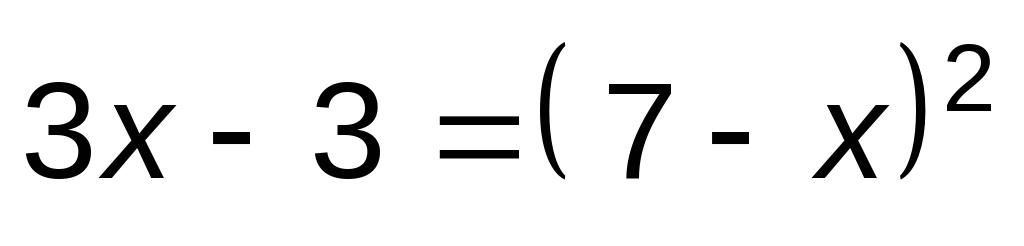 3x - 3 = (7 - x)²